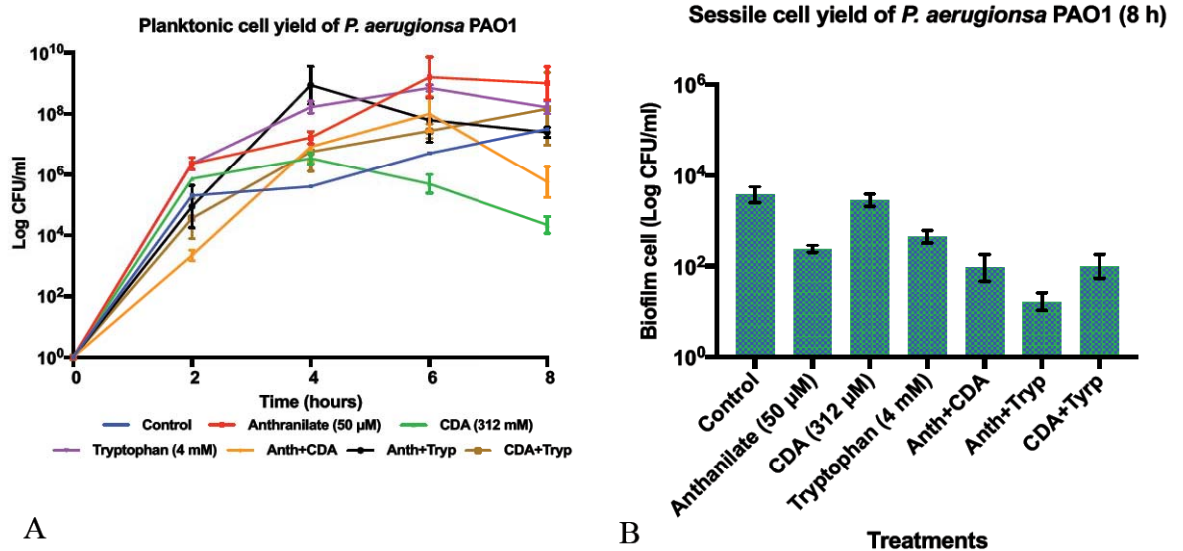 Planktonic cell yield of P. aerugionsa PAO1
Log CFU/ml
10^10
10^8
10^6
10^4
10^2
10^0
0 2 4 6 8
Time (hours)
Control Anthranilate (50 µM) CDA (312 mM)
Tryptophan (4 mM) Anth+CDA Anth+Tryp CDA+Tryp
A
Sessile cell yield of P. aerugionsa PAO1 (8 h)
Biofilm cell (Log CFU/ml)
10^6
10^4
10^2
10^0
Control
Anthanilate (50 µM)
CDA (312 µM)
Tryptophan (4 mM)
Anth+CDA
Anth+Tryp
CDA+Tyrp
Treatments
B